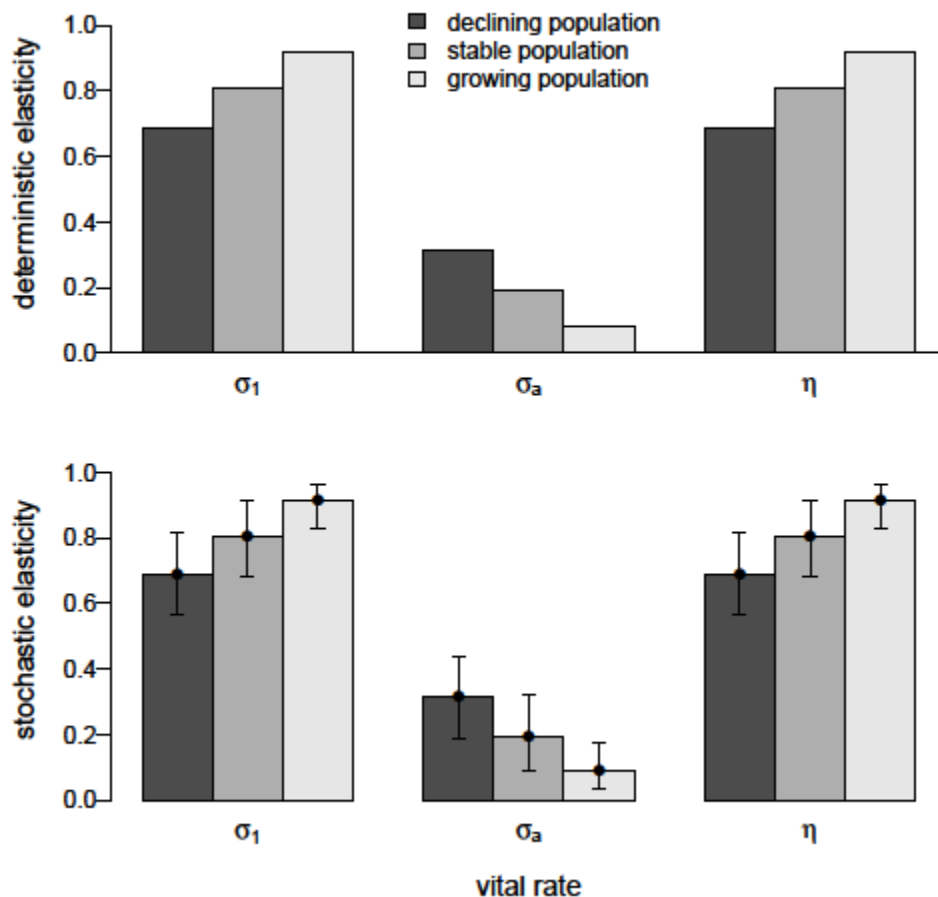 declining population
stable population
growing population
deterministic elasticity
1.0
0.8
0.6
0.4
0.2
0.0
σ1 σa η
stochastic elasticity
1.0
0.8
0.6
0.4
0.2
0.0
σ1 σa η
vital rate